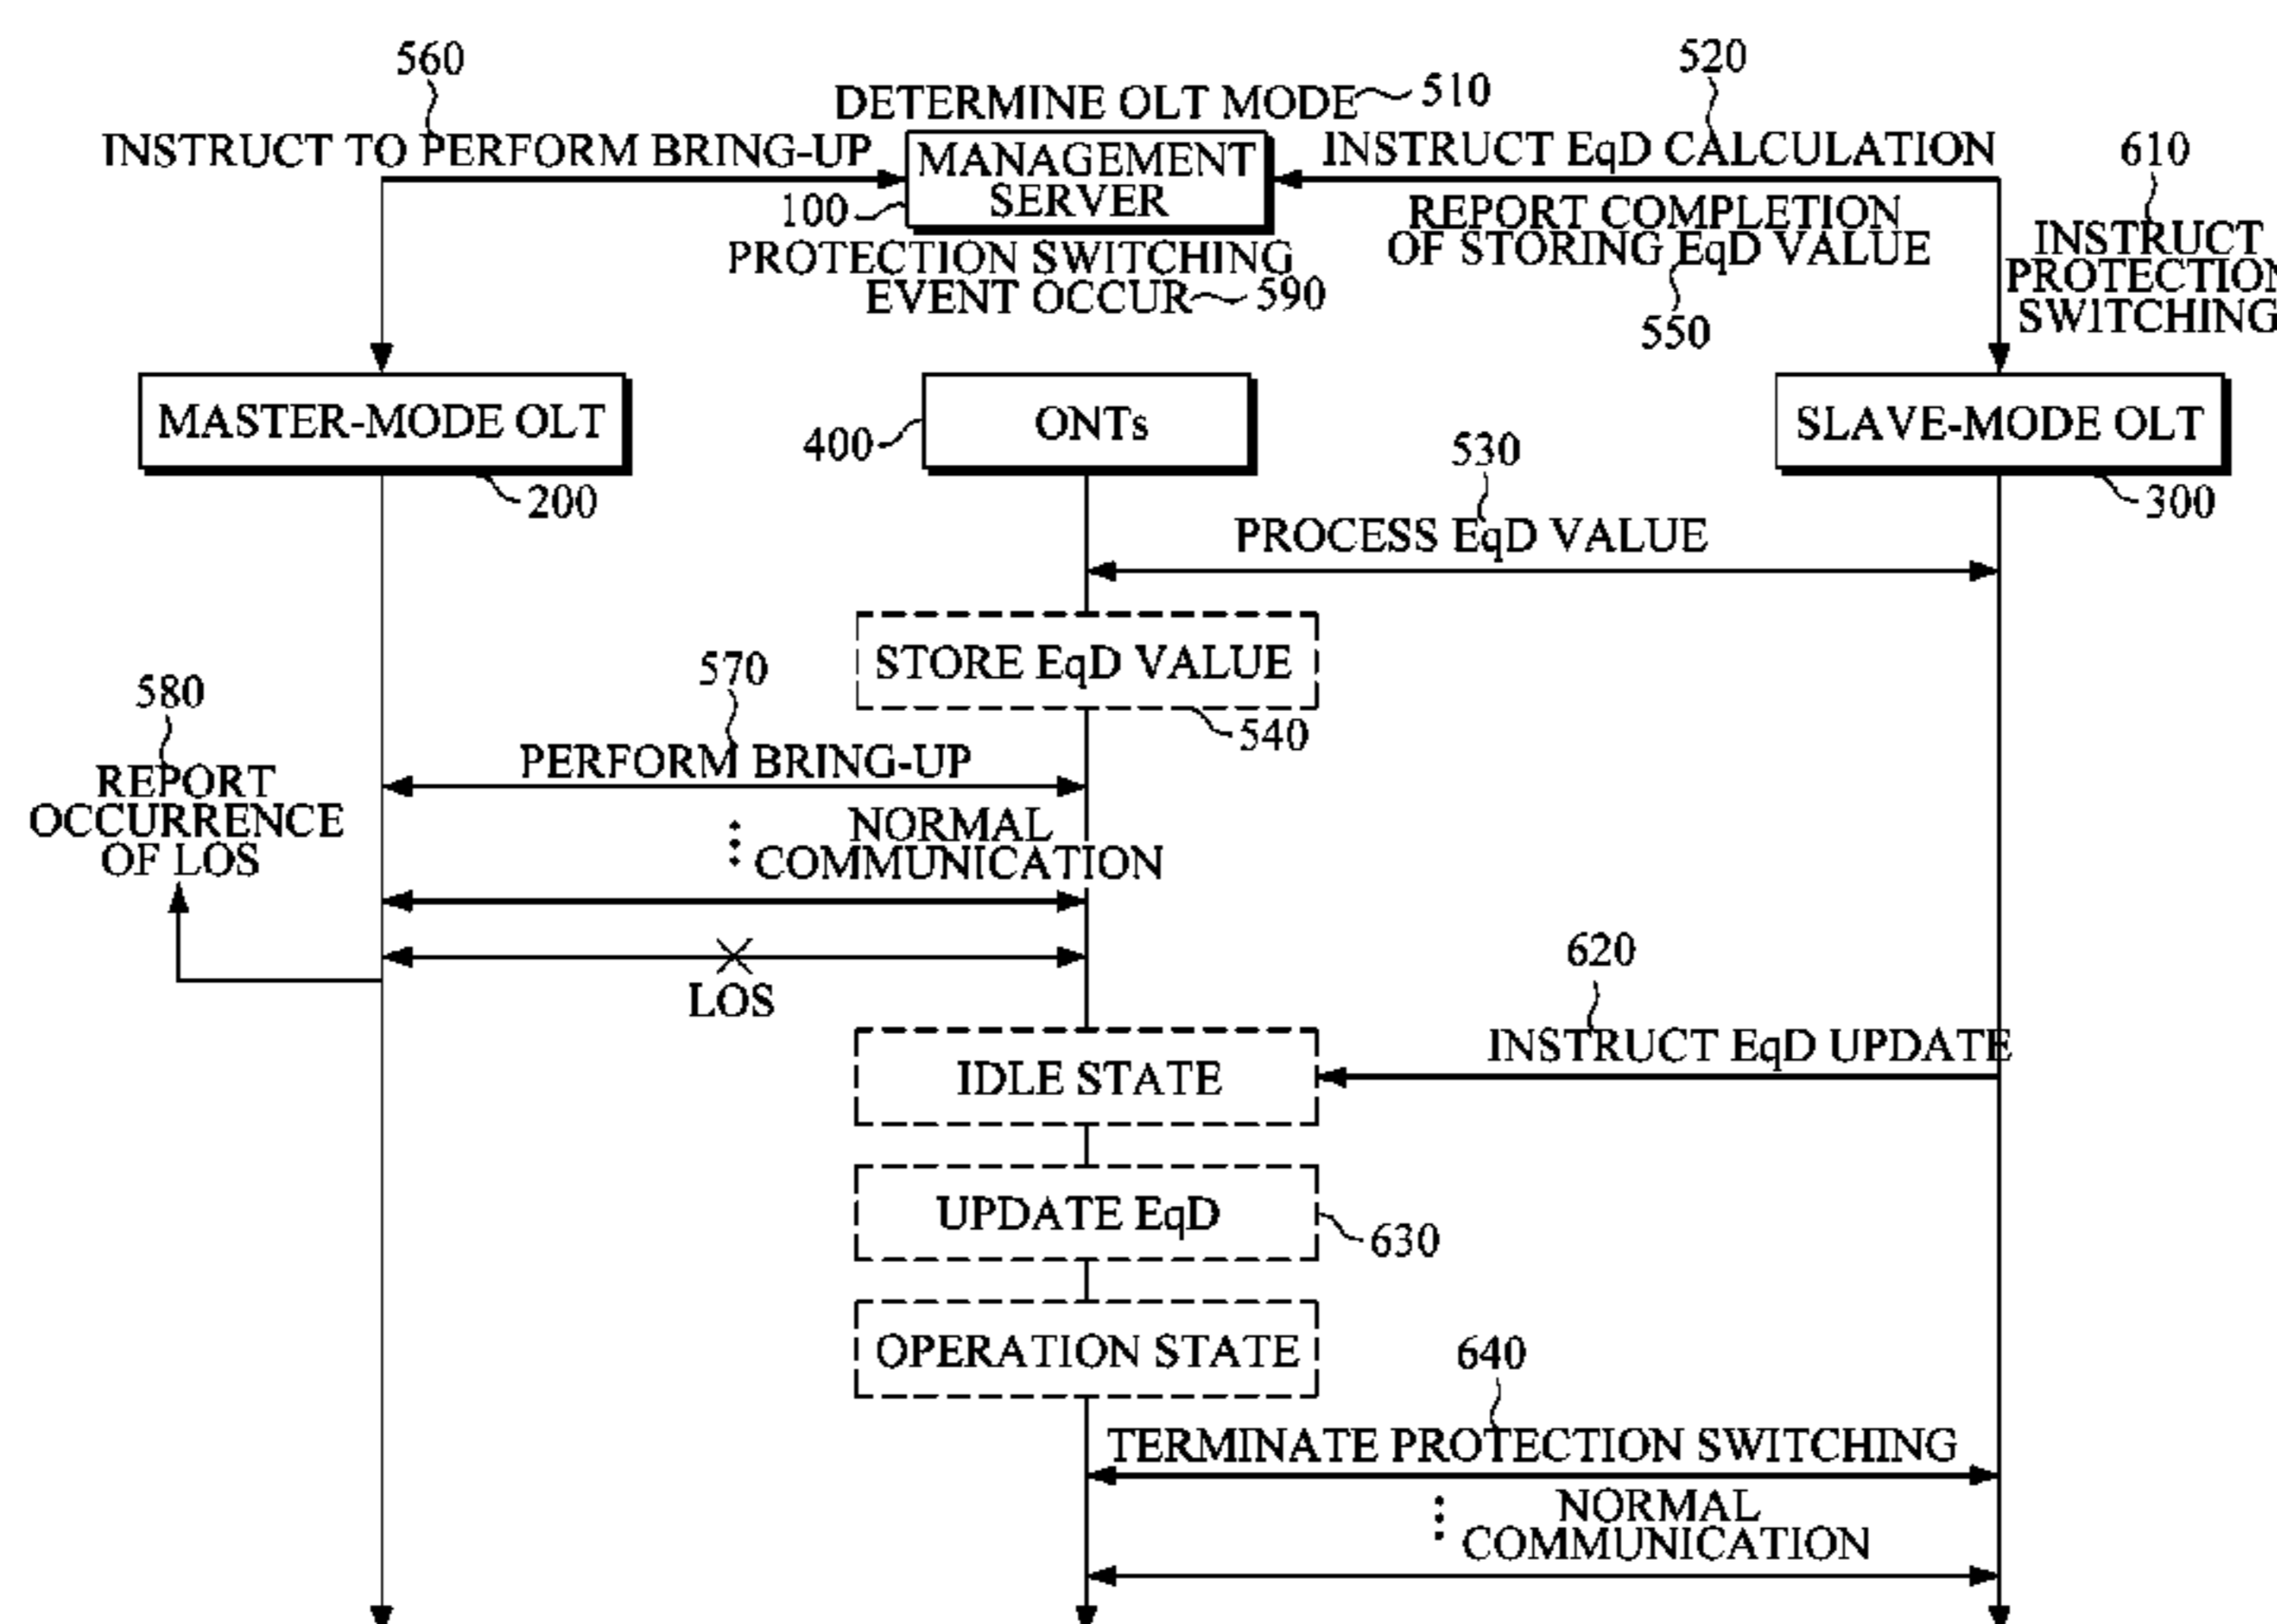 560
520
DETERMINE OLT MODE 510
INSTRUCT TO PERFORM BRING-UP
INSTRUCT EqD CALCULATION
610
MANAGEMENT
SERVER
100
REPORT COMPLETION
OF STORING EqD VALUE
550
INSTRUCT
PROTECTION
SWITCHING
PROTECTION SWITCHING
EVENT OCCUR 590
MASTER-MODE OLT
200
ONTs
400
SLAVE-MODE OLT
300
530
PROCESS EqD VALUE
STORE EqD VALUE
540
570
PERFORM BRING-UP
580
REPORT
OCCURRENCE
OF LOS
NORMAL
COMMUNICATION
LOS
620
INSTRUCT EqD UPDATE
IDLE STATE
UPDATE EqD
630
OPERATION STATE
640
TERMINATE PROTECTION SWITCHING
NORMAL
COMMUNICATION